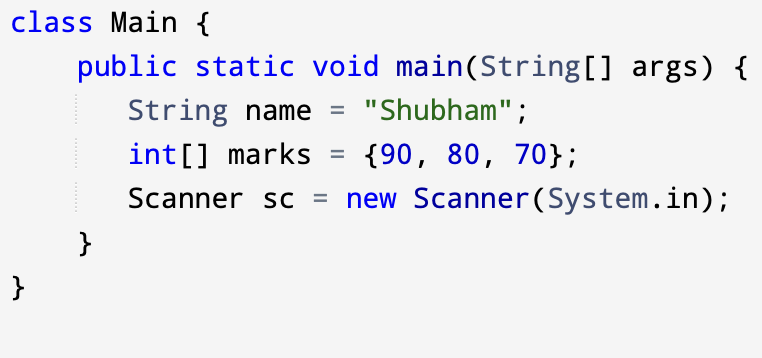 class Main {
    public static void main(String[] args) {
       String name = "Shubham";
       int[] marks = {90, 80, 70};
       Scanner sc = new Scanner(System.in);
    }
}